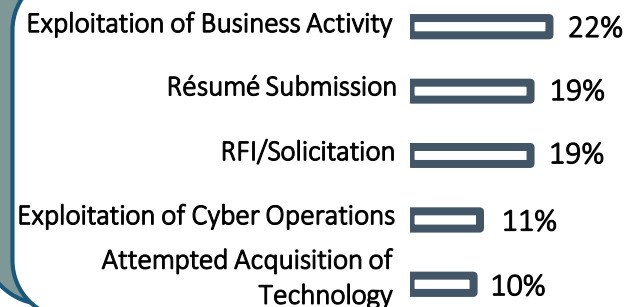 Exploitation of Business Activity 22%
Résumé Submission 19%
RFI/Solicitation 19%
Exploitation of Cyber Operations 11%
Attempted Acquisition of
Technology 10%